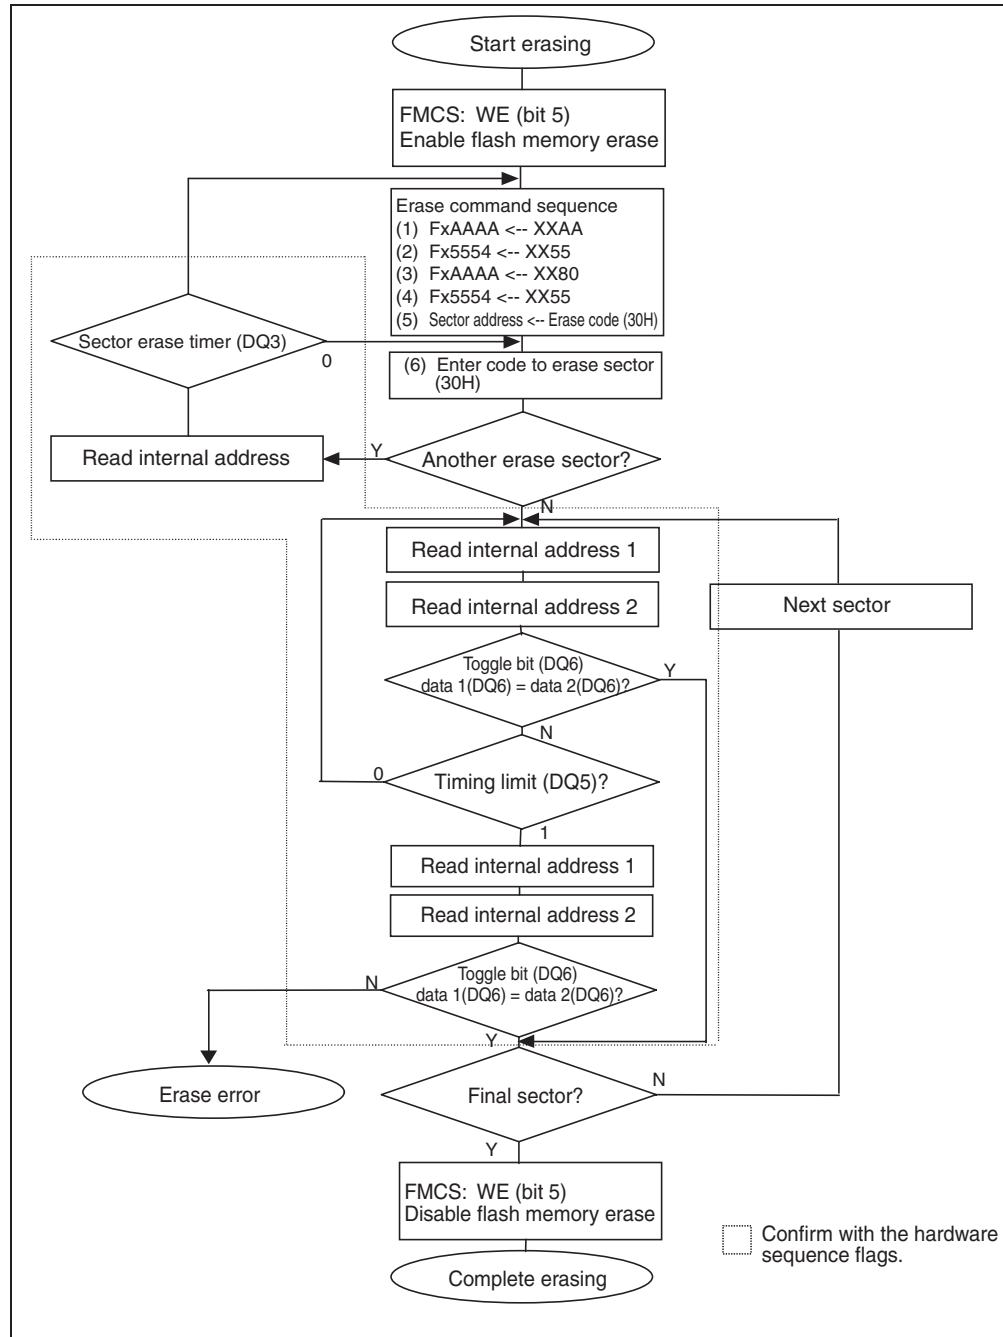 Start erasing
FMCS: WE (bit 5)
Enable flash memory erase
Erase command sequence
(1) FxAAAA <-- XXAA
(2) Fx5554 <-- XX55
(3) FxAAAA <-- XX80
(4) Fx5554 <-- XX55
(5) Sector address <-- Erase code (30H)
Sector erase timer (DQ3)
0
(6) Enter code to erase sector
(30H)
Read internal address
Y
Another erase sector?
N
Read internal address 1
Read internal address 2
Next sector
Toggle bit (DQ6)
data 1(DQ6) = data 2(DQ6)?
Y
N
0
Timing limit (DQ5)?
1
Read internal address 1
Read internal address 2
N
Toggle bit (DQ6)
data 1(DQ6) = data 2(DQ6)?
Y
Erase error
Final sector?
N
Y
FMCS: WE (bit 5)
Disable flash memory erase
Complete erasing
Confirm with the hardware
sequence flags.